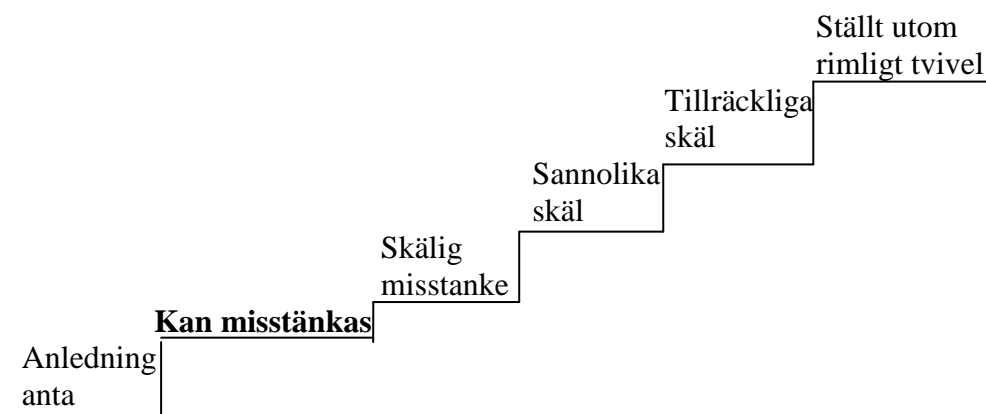 Ställt utom
rimligt tvivel
Tillräckliga
skäl
Sannolika
skäl
Skälig
misstanke
Kan misstänkas
Anledning
anta